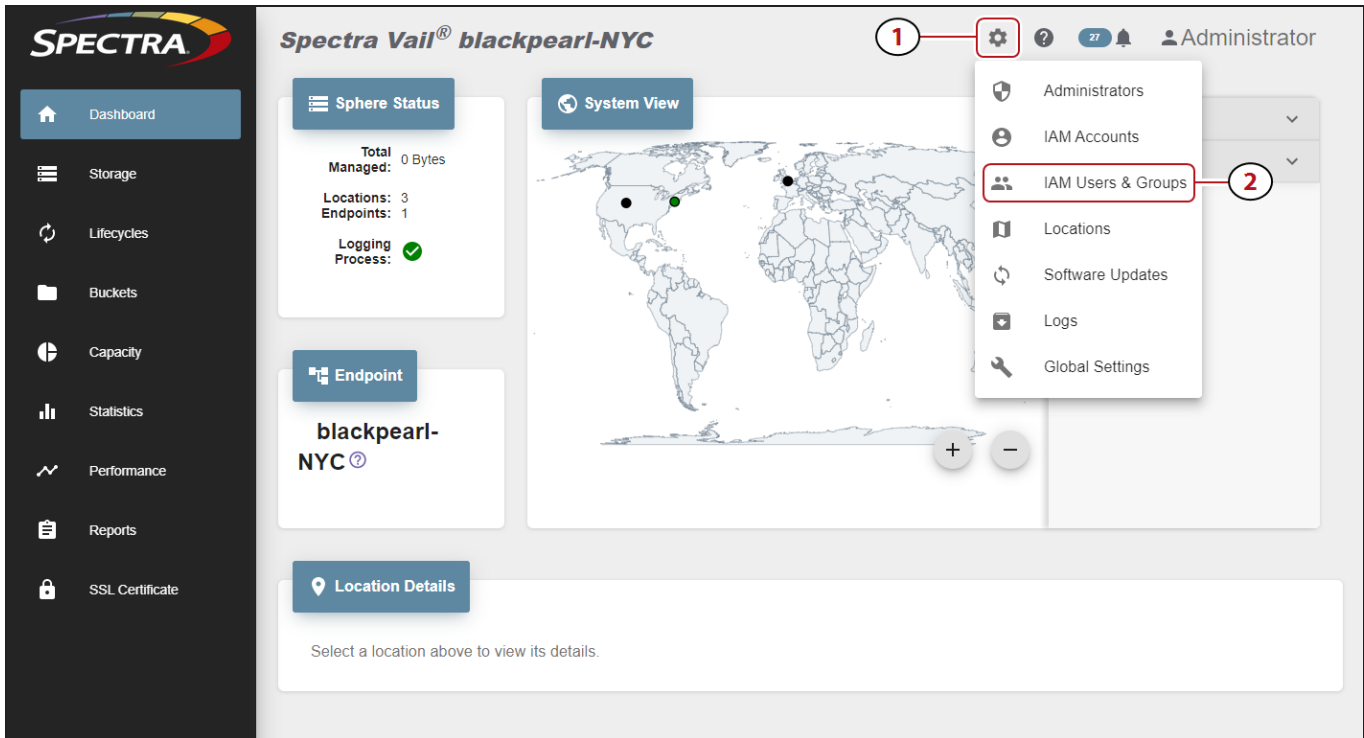 SPECTRA
Spectra Vail® blackpearl-NYC
1
27
Administrator
Dashboard
Storage
Lifecycles
Buckets
Capacity
Statistics
Performance
Reports
SSL Certificate
Sphere Status
Total Managed: 0 Bytes
Locations: 3
Endpoints: 1
Logging Process:
System View
Administrators
IAM Accounts
IAM Users & Groups
2
Locations
Software Updates
Logs
Global Settings
Endpoint
blackpearl-
NYC
+
−
Location Details
Select a location above to view its details.